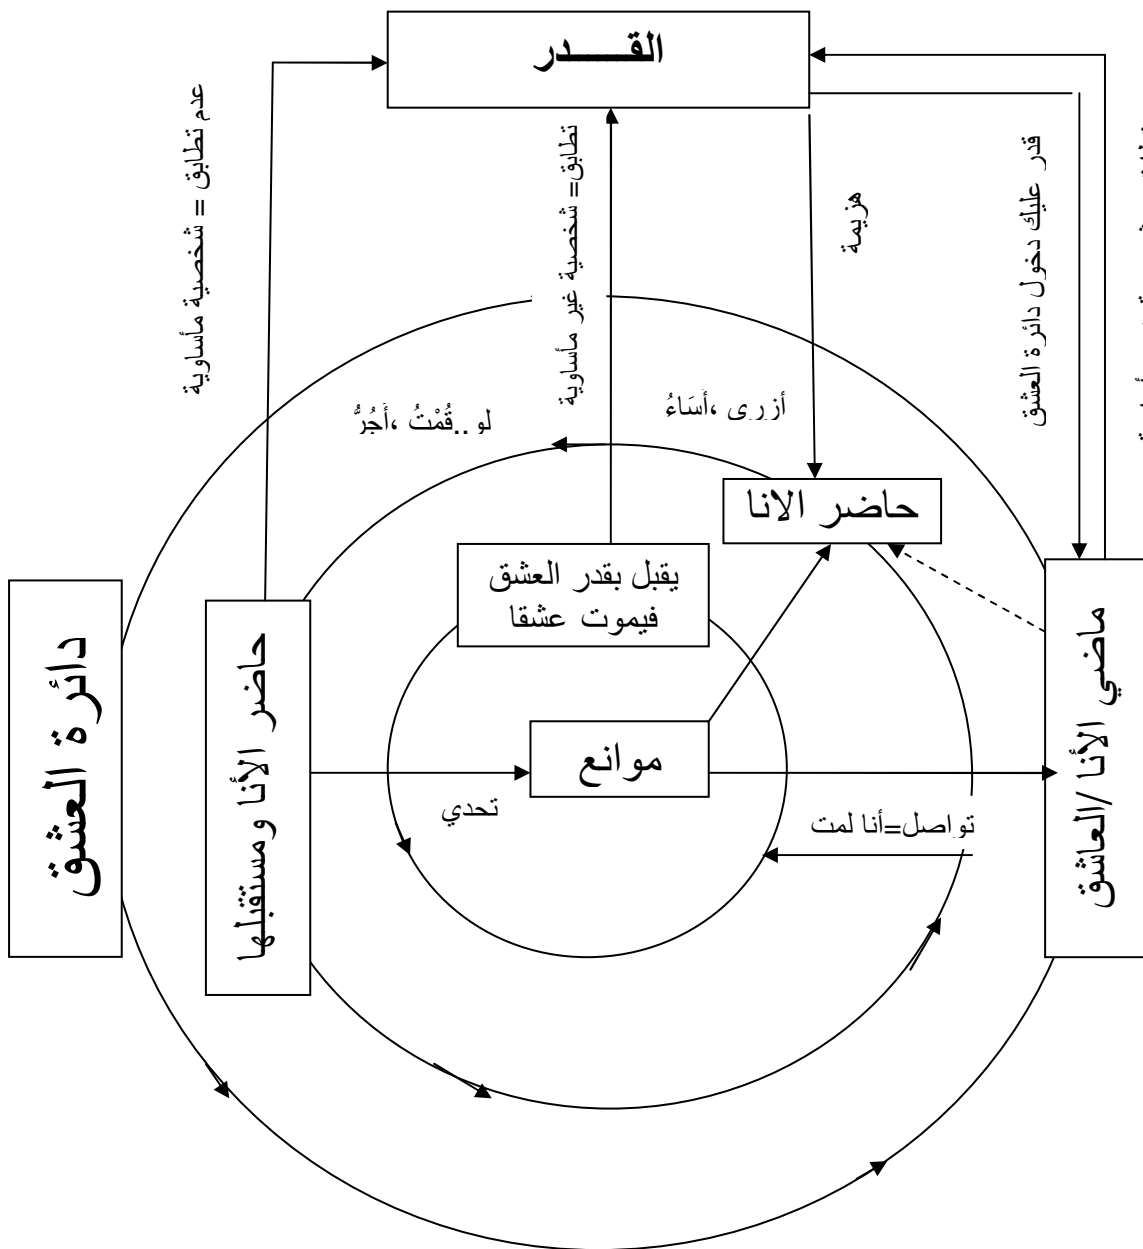 القـــــدر
عدم تطابق = شخصية مأساوية
تطابق= شخصية غير مأساوية
هزيمة
قدر عليك دخول دائرة العشق
أزرى ،أَسَاءُ
لو..قُمْتُ ،أَجُرُّ
حاضر الانا
يقبل بقدر العشق
فيموت عشقا
ماضي الأنا /العاشق
موانع
حاضر الأنا ومستقبلها
دائرة العشق
تحدي
تواصل=أنا لمت